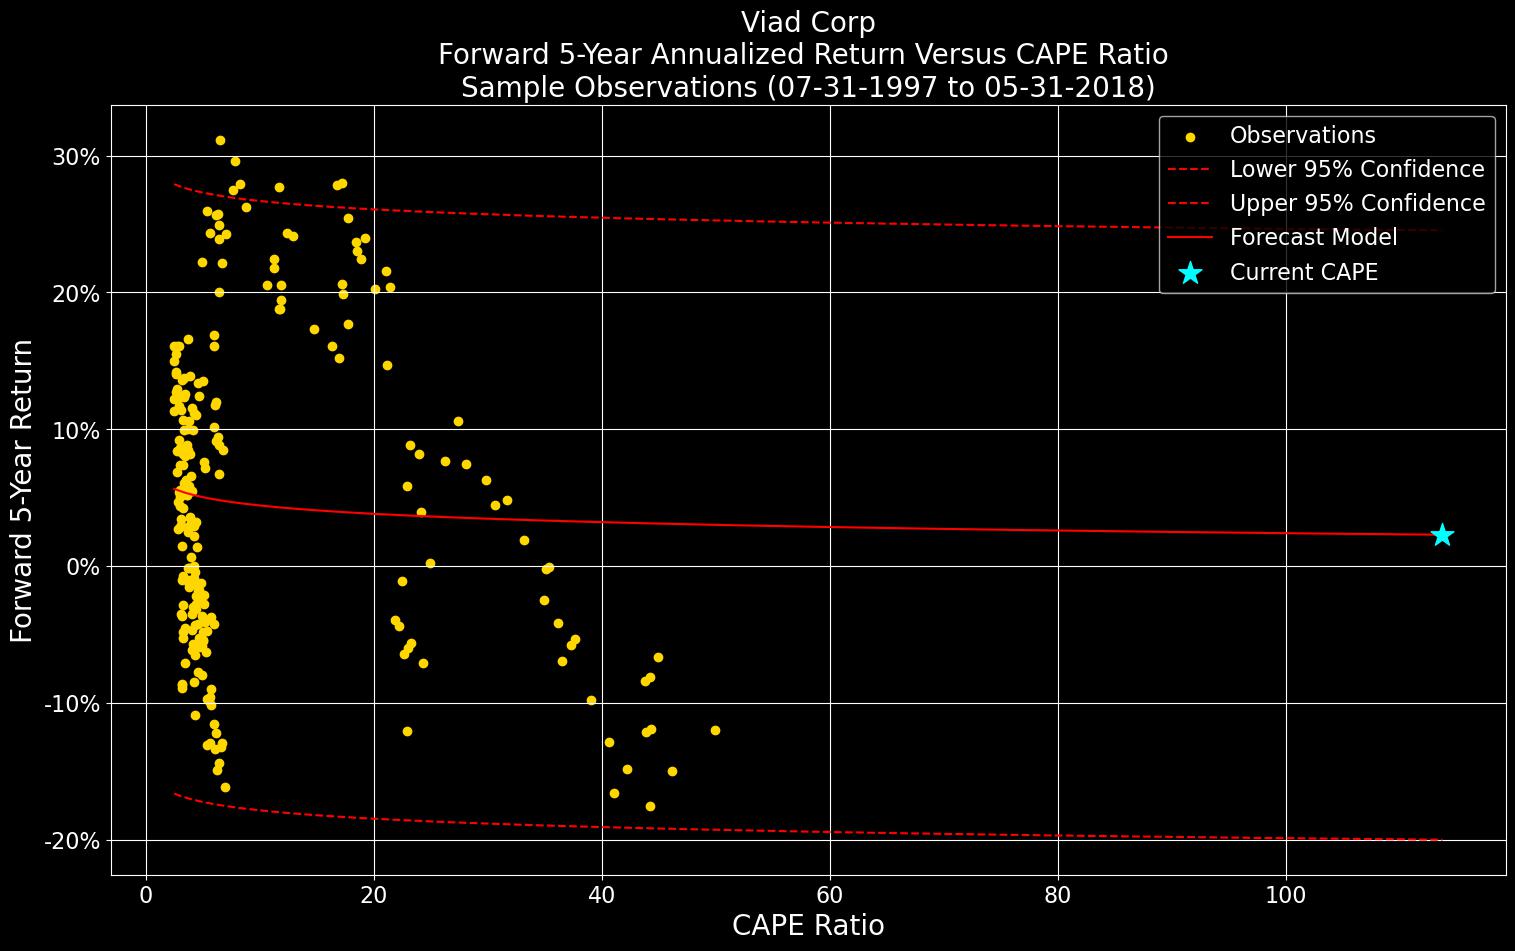 Viad Corp
Forward 5-Year Annualized Return Versus CAPE Ratio
Sample Observations (07-31-1997 to 05-31-2018)
Observations
Lower 95% Confidence
Upper 95% Confidence
Forecast Model
Current CAPE
Forward 5-Year Return
30%
20%
10%
0%
-10%
-20%
0 20 40 60 80 100
CAPE Ratio